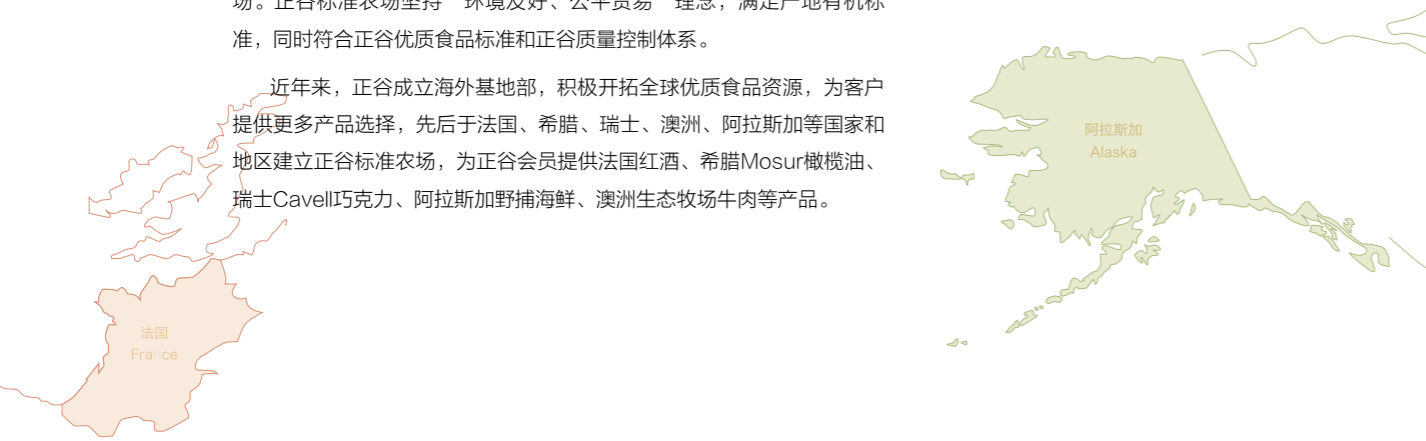 场。正谷标准农场坚持“环境友好、公平贸易”理念，满足产地有机标
准，同时符合正谷优质食品标准和正谷质量控制体系。
近年来，正谷成立海外基地部，积极开拓全球优质食品资源，为客户
提供更多产品选择，先后于法国、希腊、瑞士、澳洲、阿拉斯加等国家和
地区建立正谷标准农场，为正谷会员提供法国红酒、希腊Mosur橄榄油、
瑞士Cavell巧克力、阿拉斯加野捕海鲜、澳洲生态牧场牛肉等产品。
阿拉斯加
Alaska
法国
Fra ce